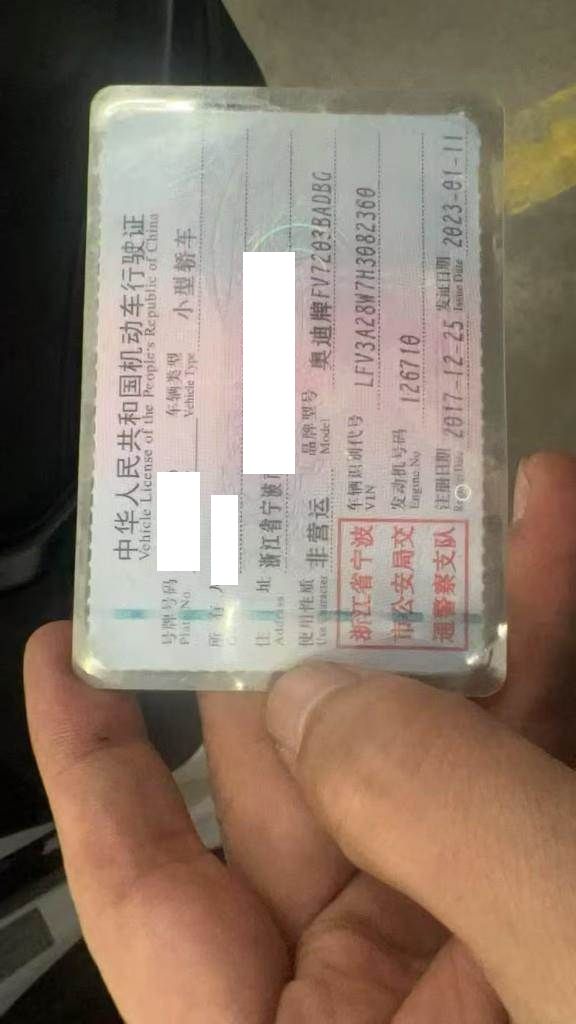 中华人民共和国机动车行驶证
Vehicle License of the People's Republic of China
号牌号码 车辆类型 小型轿车
Plate No. Vehicle Type
所有人
住址 浙江省宁波
Address
使用性质 非营运 品牌型号 奥迪牌FV7203BADBG
Use Character Model
浙江省宁波
市公安局交
通警察支队
车辆识别代号 LFV3A28W7H3082360
VIN
发动机号码 126710
Engine No
注册日期 2017-12-25 发证日期 2023-01-11
Register Date Issue Date